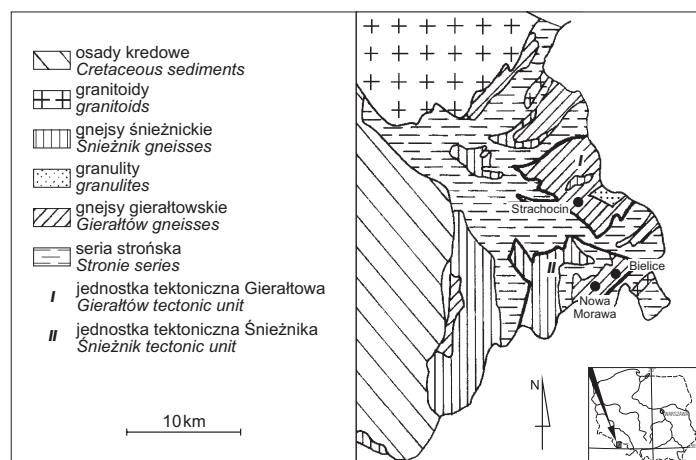 osady kredowe
Cretaceous sediments
granitoidy
granitoids
gnejsy śnieżnickie
Śnieżnik gneisses
granulity
granulites
gnejsy gierałtowskie
Gierałtów gneisses
seria strońska
Stronie series
I jednostka tektoniczna Gierałtowa
Gierałtów tectonic unit
II jednostka tektoniczna Śnieżnika
Śnieżnik tectonic unit
10km
I
Strachocin
II
Bielice
Nowa
Morawa
N
WARSZAWA